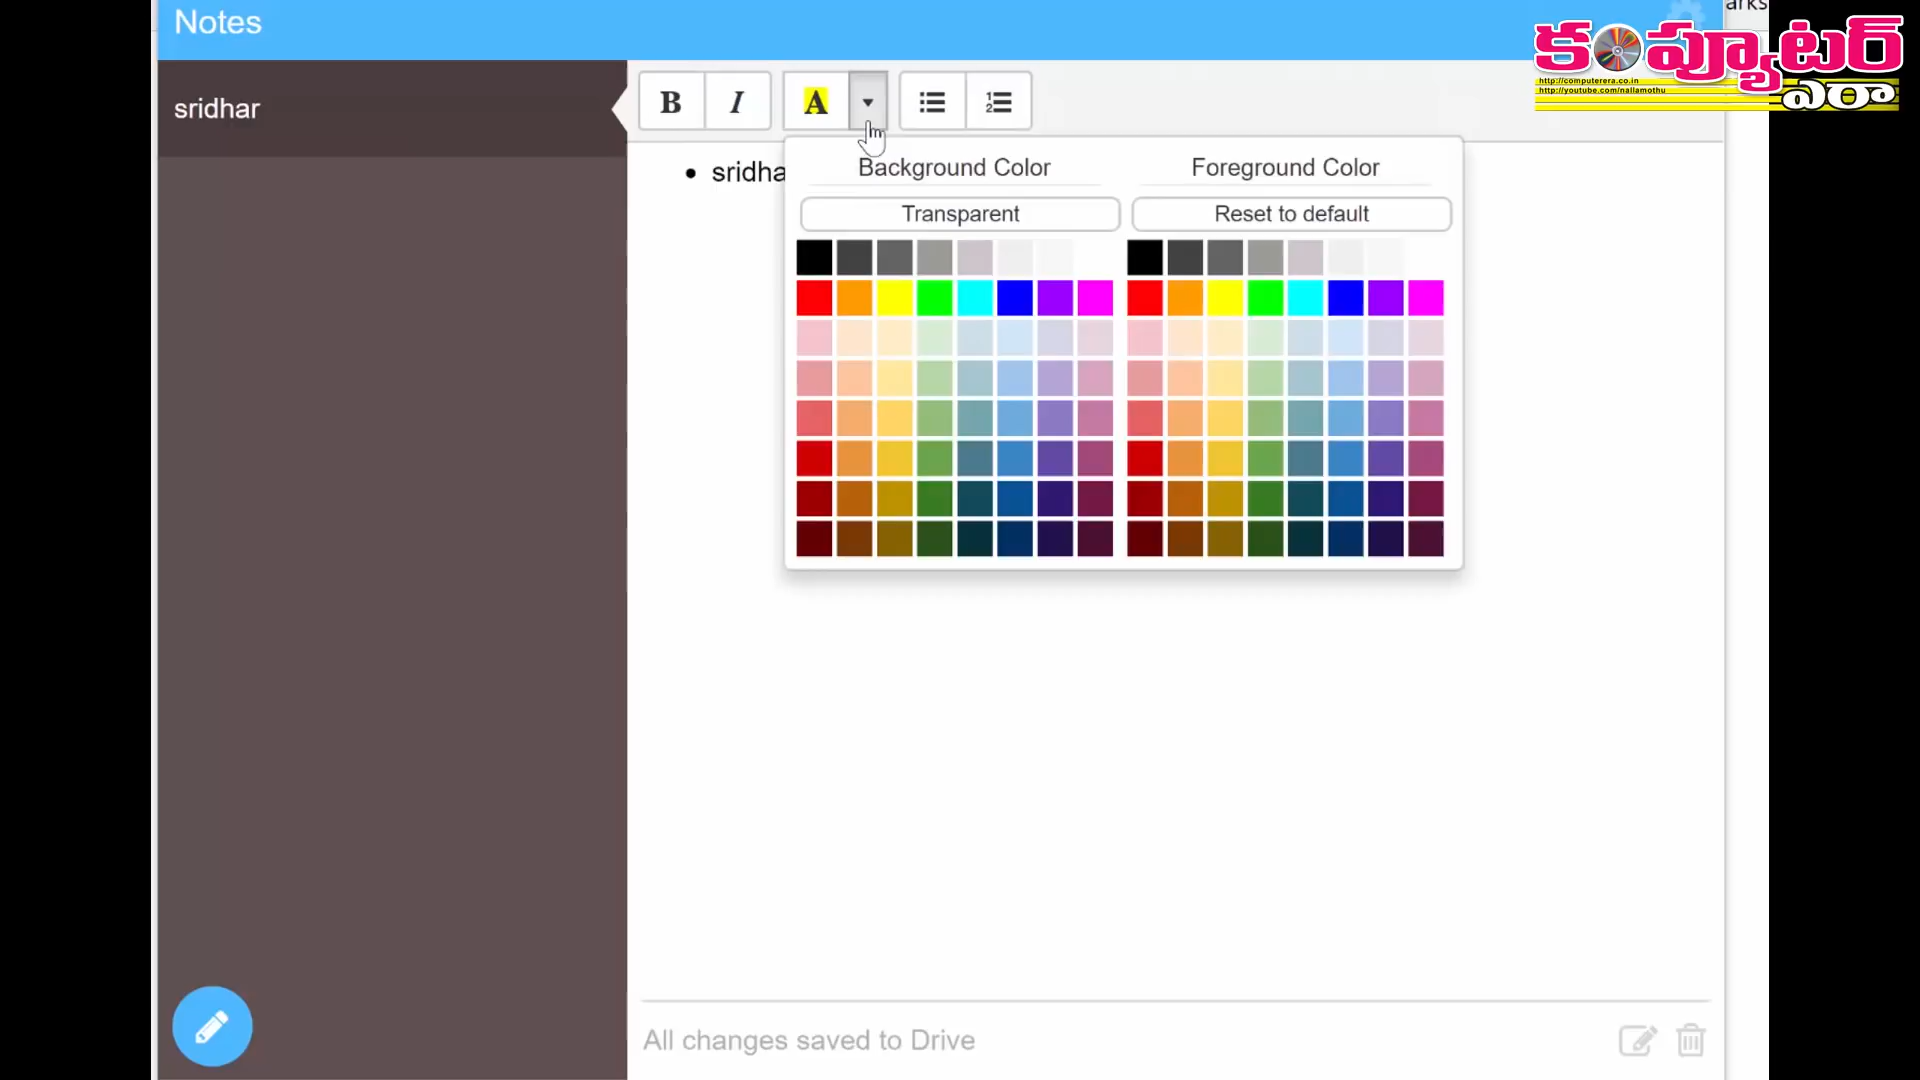 Notes
arks
కంప్యూటర్
http://computerera.co.in
http://youtube.com/nallamothu
ఎరా
sridhar
B I A
sridha
Background Color
Foreground Color
Transparent
Reset to default
All changes saved to Drive